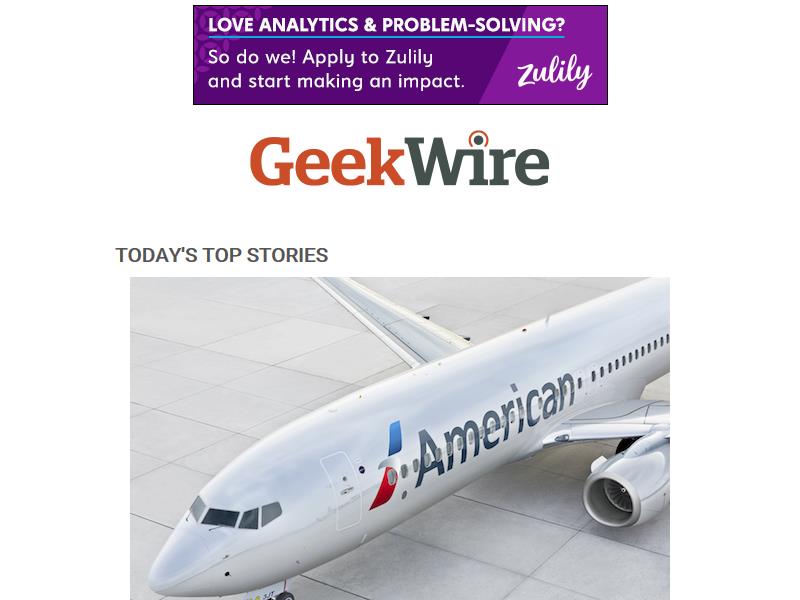 LOVE ANALYTICS & PROBLEM-SOLVING?
So do we! Apply to Zulily
and start making an impact.
zulily
GeekWire
TODAY'S TOP STORIES
American